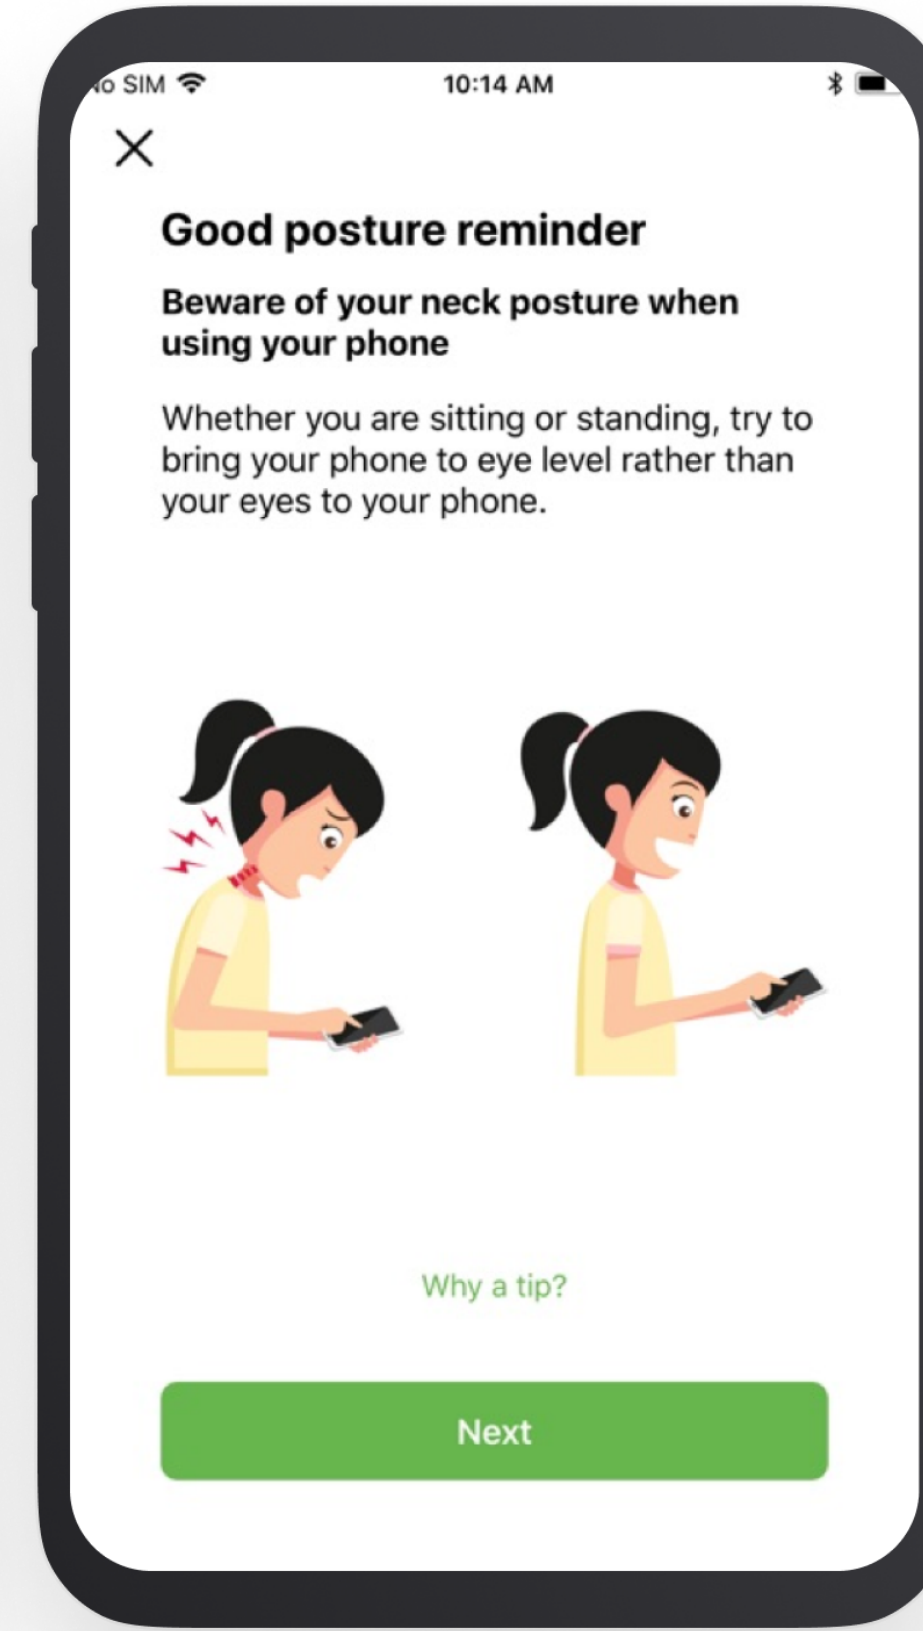 SIM
10:14 AM
Good posture reminder
Beware of your neck posture when
using your phone
Whether you are sitting or standing, try to
bring your phone to eye level rather than
your eyes to your phone.
Why a tip?
Next